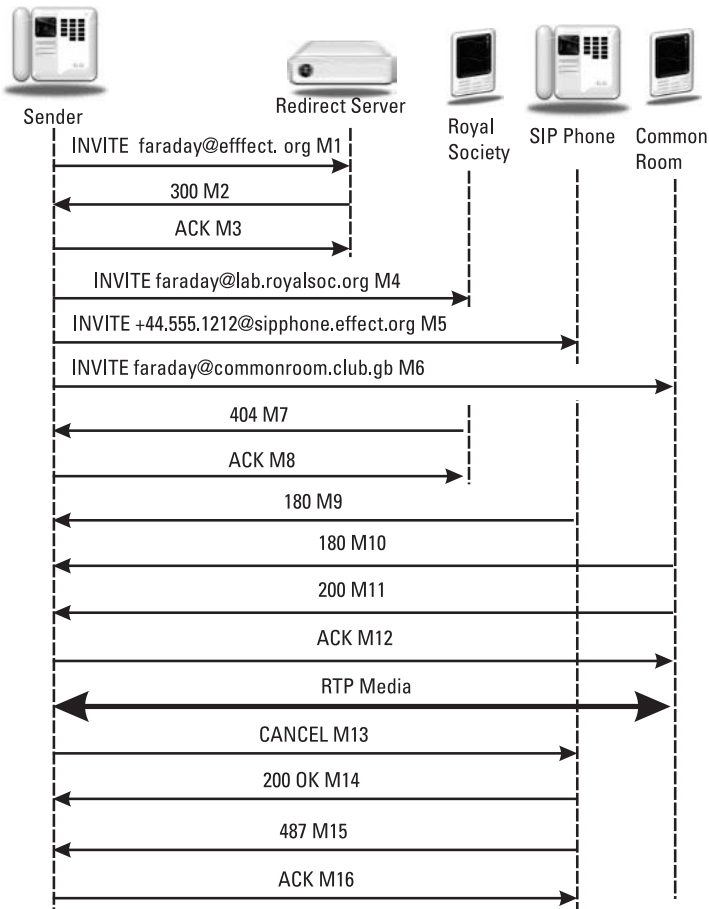 Sender
Redirect Server
Royal
Society
SIP Phone
Common
Room
INVITE faraday@efffect. org M1
300 M2
ACK M3
INVITE faraday@lab.royalsoc.org M4
INVITE +44.555.1212@sipphone.effect.org M5
INVITE faraday@commonroom.club.gb M6
404 M7
ACK M8
180 M9
180 M10
200 M11
ACK M12
RTP Media
CANCEL M13
200 OK M14
487 M15
ACK M16